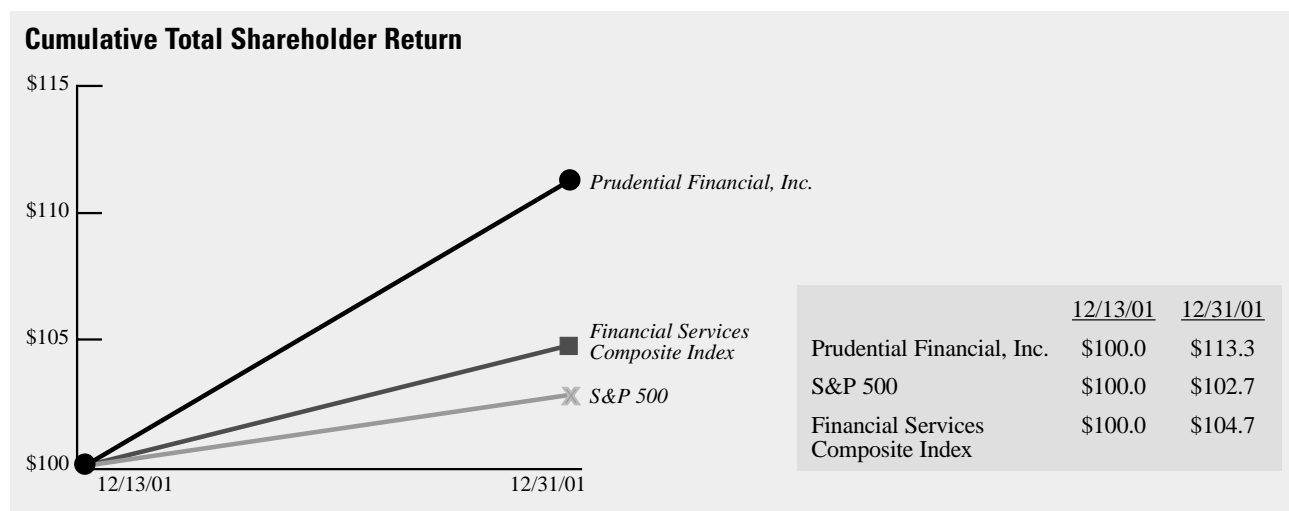 Cumulative Total Shareholder Return
$115
$110
$105
$100
12/13/01
12/31/01
Prudential Financial, Inc.
Financial Services
Composite Index
S&P 500
12/13/01 12/31/01
Prudential Financial, Inc. $100.0 $113.3
S&P 500 $100.0 $102.7
Financial Services $100.0 $104.7
Composite Index